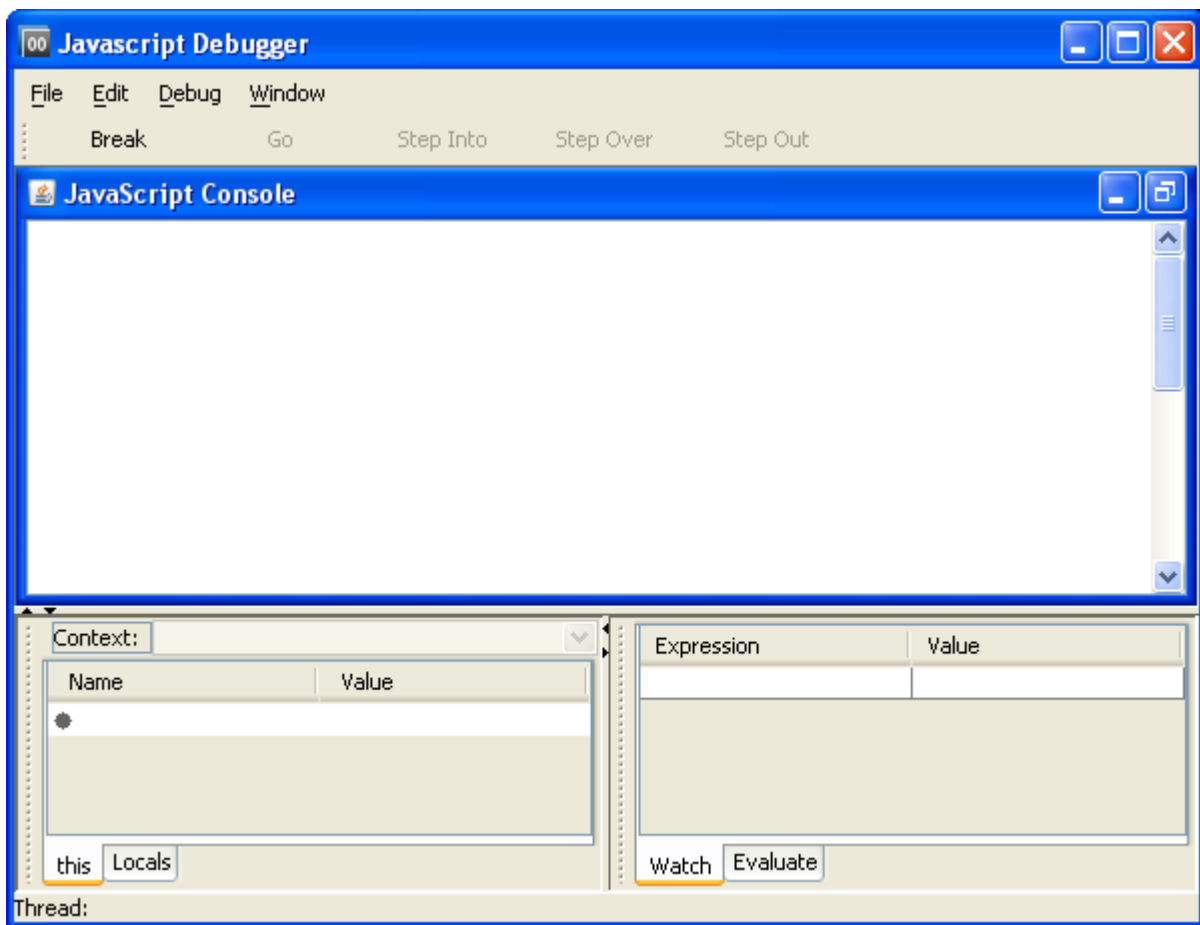 Javascript Debugger
File Edit Debug Window
Break Go Step Into Step Over Step Out
JavaScript Console
Context:
Name Value
this Locals
Expression Value
Watch Evaluate
Thread: